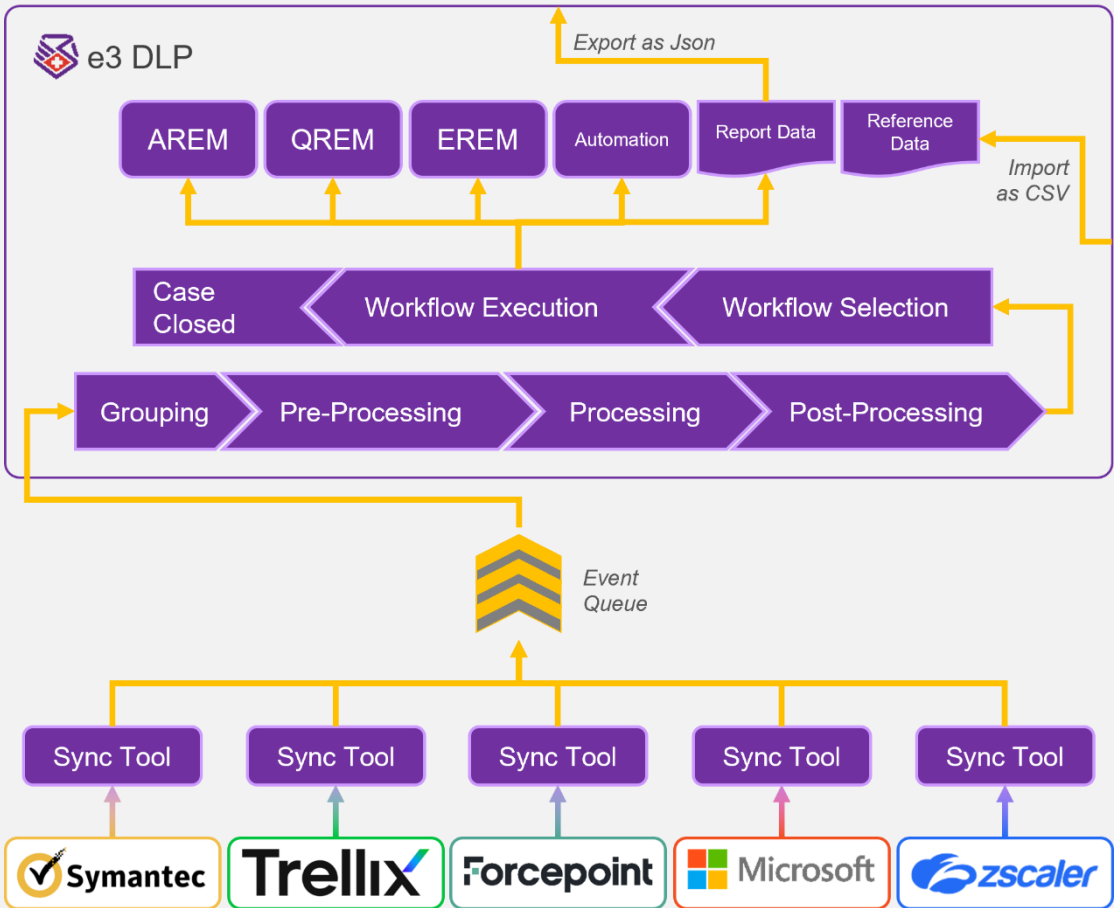 e3 DLP
Export as Json
AREM
QREM
EREM
Automation
Report Data
Reference
Data
Import
as CSV
Case
Closed
Workflow Execution
Workflow Selection
Grouping
Pre-Processing
Processing
Post-Processing
Event
Queue
Sync Tool
Sync Tool
Sync Tool
Sync Tool
Sync Tool
Symantec
Trellix
Forcepoint
Microsoft
zscaler